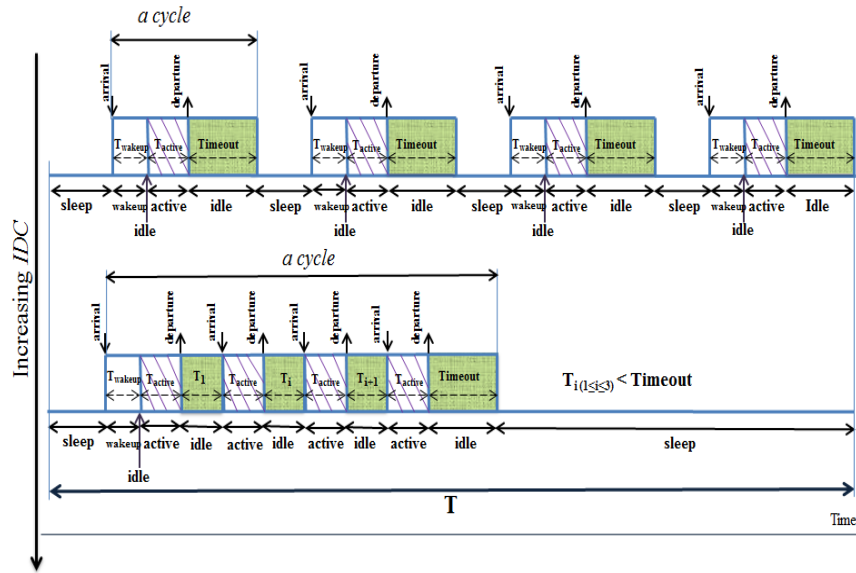 a cycle
arrival
departure
arrival
departure
arrival
departure
arrival
departure
Twakeup
Tactive
Timeout
Twakeup
Tactive
Timeout
Twakeup
Tactive
Timeout
Twakeup
Tactive
Timeout
sleep wakeup active idle sleep wakeup active idle sleep wakeup active idle sleep wakeup active Idle
idle idle idle idle
Increasing IDC
a cycle
arrival
departure
arrival
departure
arrival
departure
arrival
departure
Twakeup Tactive T1 Tactive Ti Tactive Ti+1 Tactive Timeout
Ti(1≤i≤3) < Timeout
sleep wakeup active idle active idle active idle active idle sleep
idle
T
Time